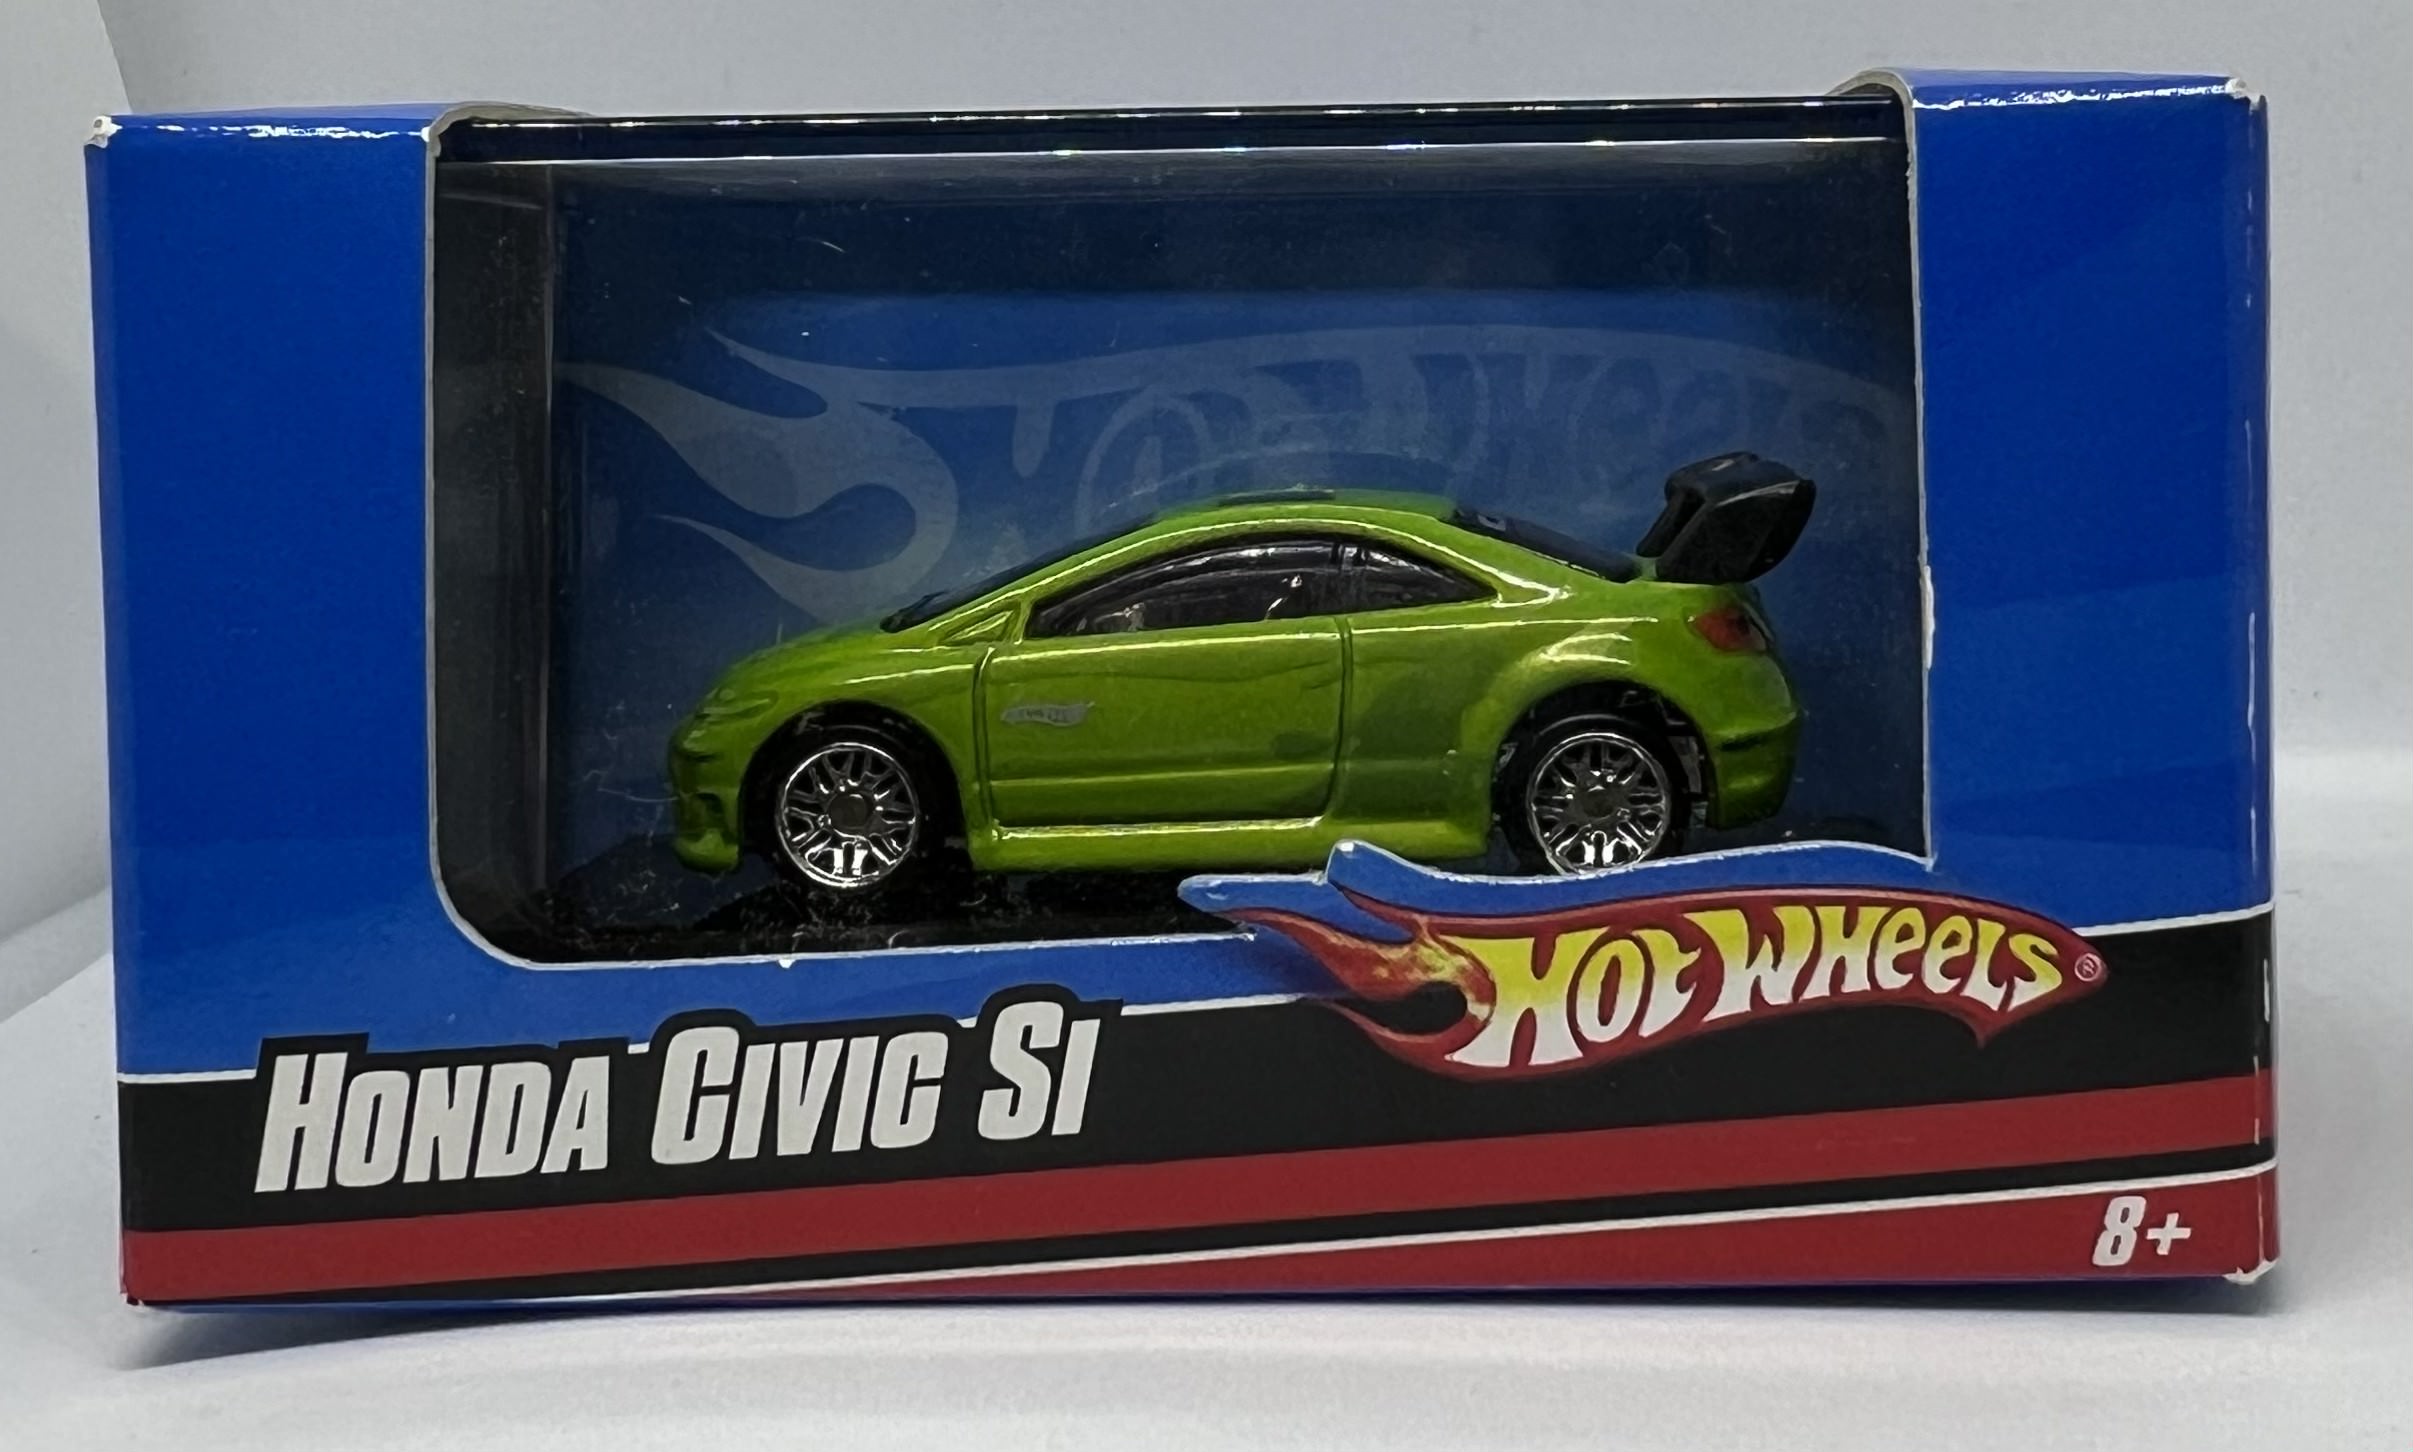 Hot Wheels
Hot Wheels®
Honda Civic Si
8+